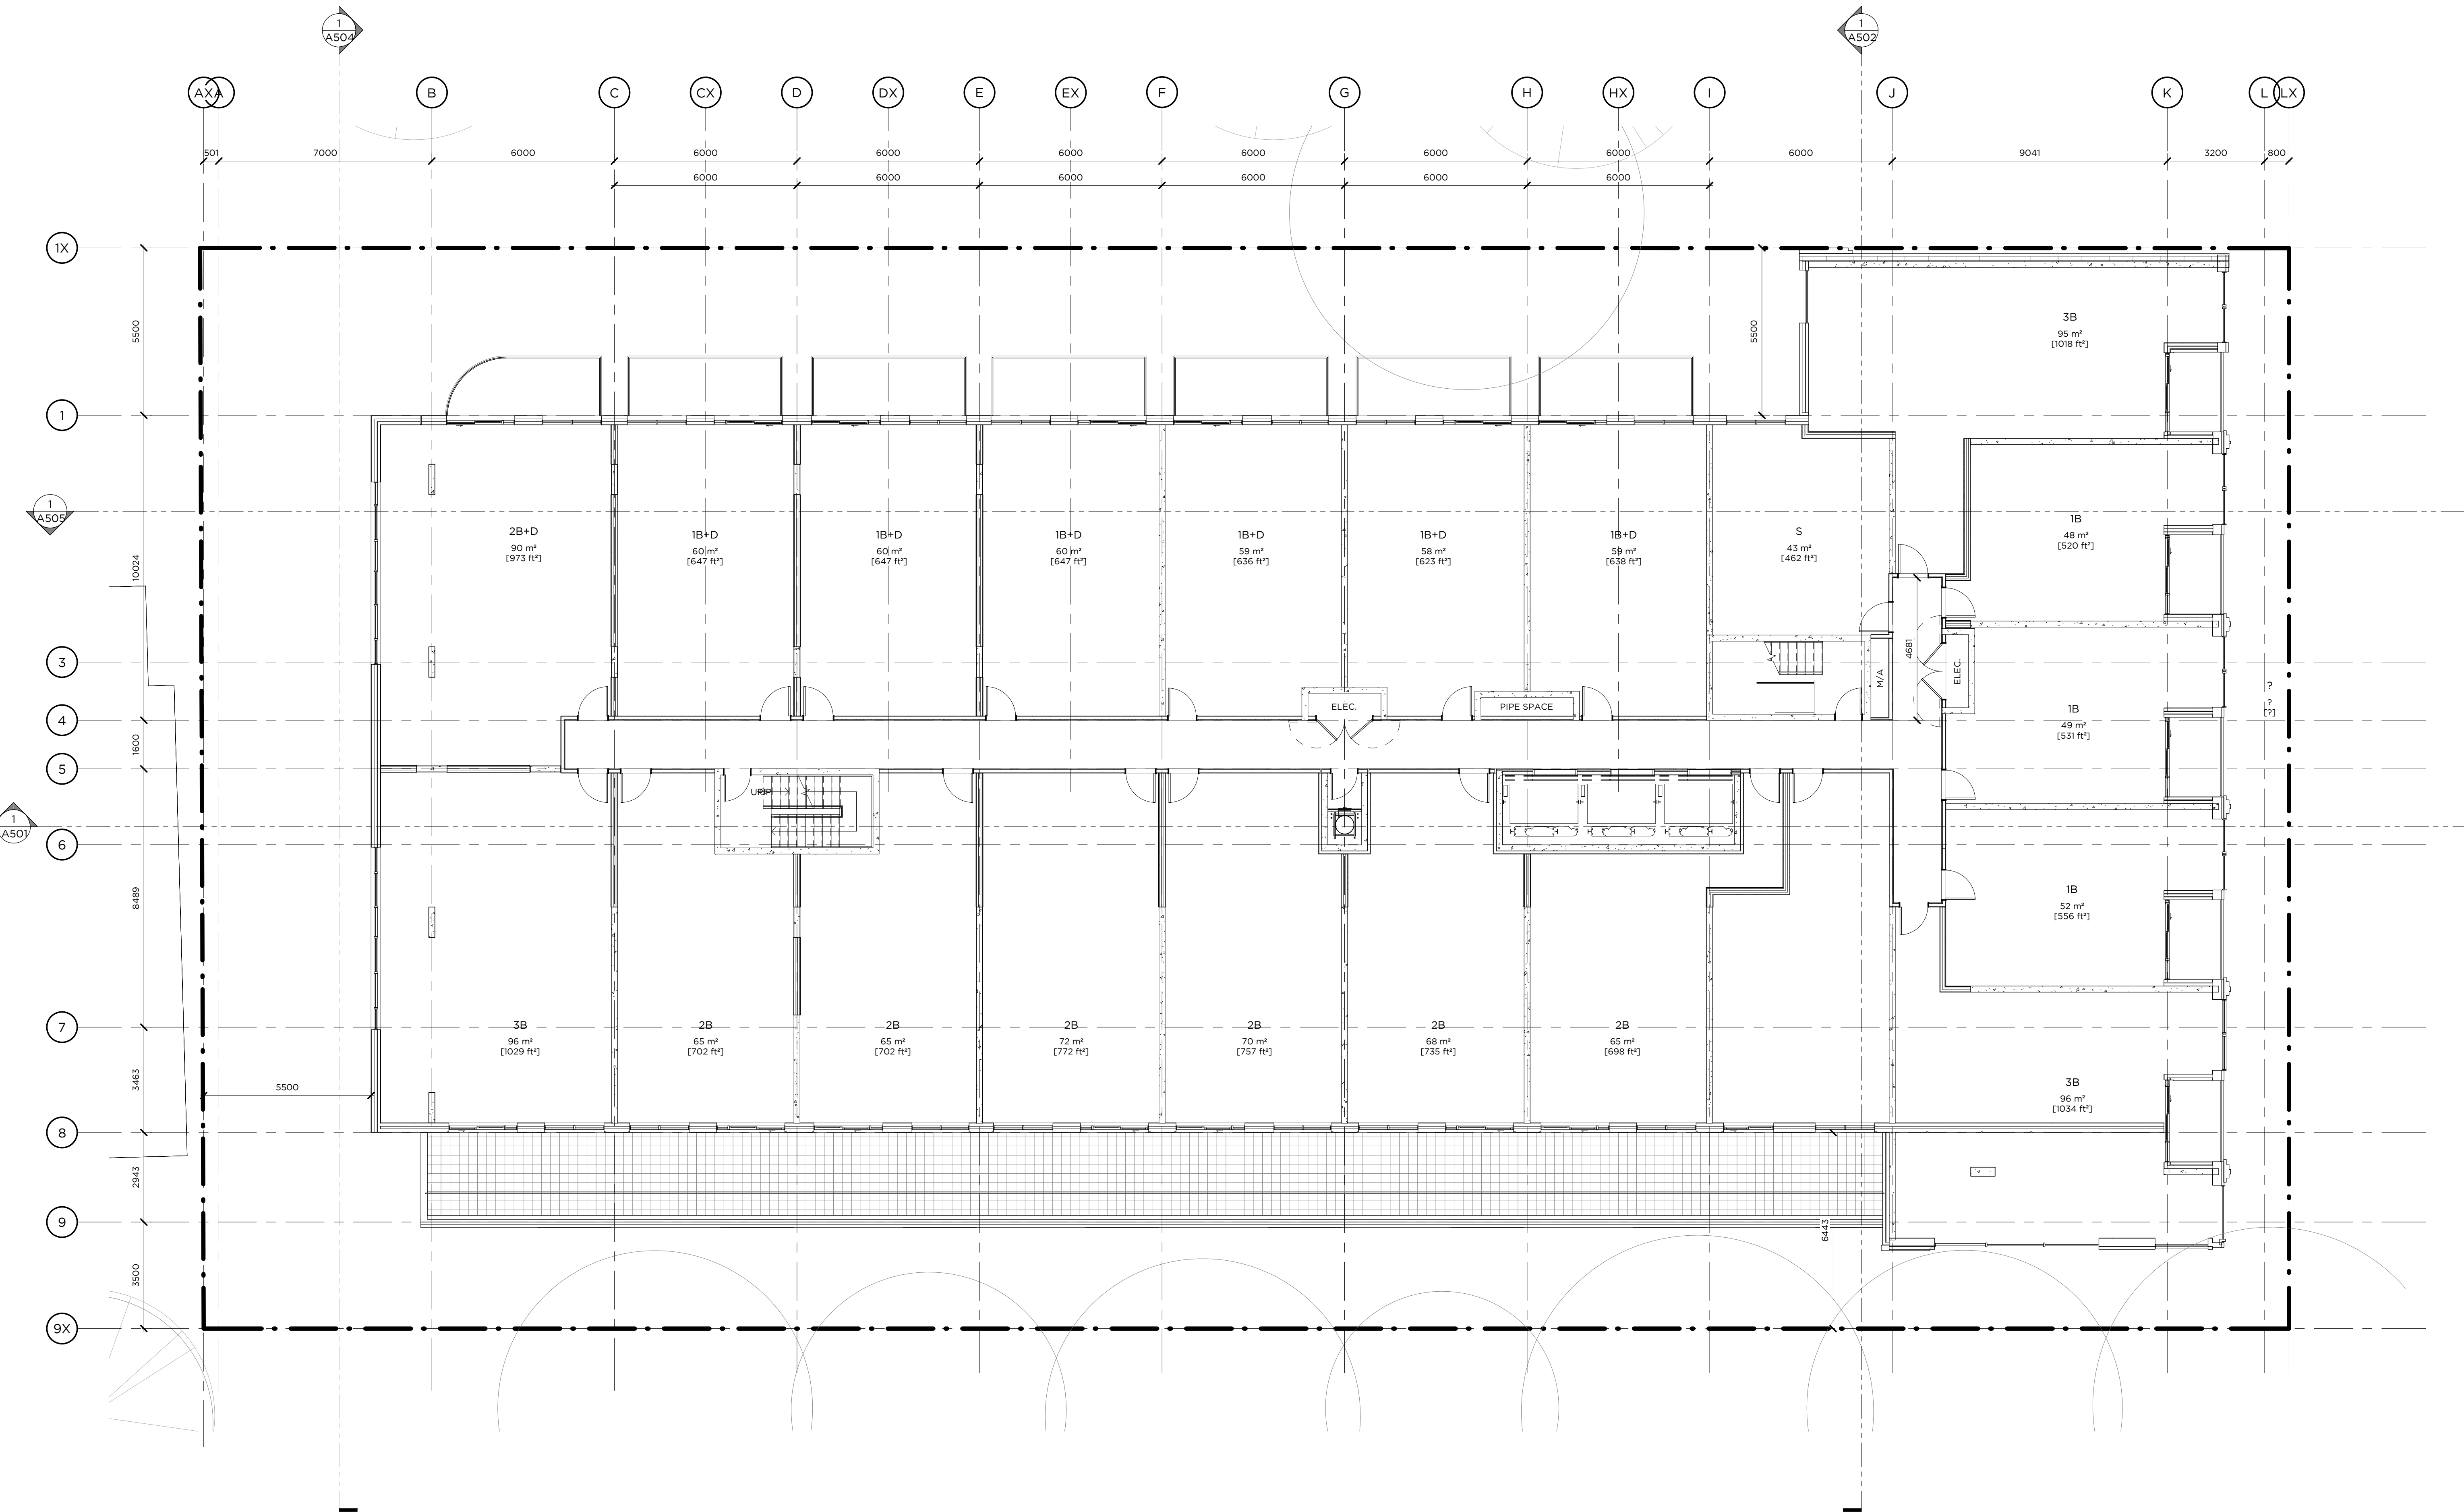 1
A504
1
A502
AX
A
B
C
CX
D
DX
E
EX
F
G
H
HX
I
J
K
L
LX
501
7000
6000
6000
6000
6000
6000
6000
6000
6000
9041
3200
800
6000
6000
6000
6000
6000
6000
1X
5500
5500
3B
95 m²
[1018 ft²]
1
1
A505
10024
2B+D
90 m²
[973 ft²]
1B+D
60 m²
[647 ft²]
1B+D
60 m²
[647 ft²]
1B+D
60 m²
[647 ft²]
1B+D
59 m²
[636 ft²]
1B+D
58 m²
[623 ft²]
1B+D
59 m²
[638 ft²]
S
43 m²
[462 ft²]
1B
48 m²
[520 ft²]
3
4681
M/A
ELEC.
?
?
[?]
ELEC.
PIPE SPACE
1B
49 m²
[531 ft²]
4
1600
5
UP
1
A501
6
8489
1B
52 m²
[556 ft²]
7
3B
96 m²
[1029 ft²]
2B
65 m²
[702 ft²]
2B
65 m²
[702 ft²]
2B
72 m²
[772 ft²]
2B
70 m²
[757 ft²]
2B
68 m²
[735 ft²]
2B
65 m²
[698 ft²]
3B
96 m²
[1034 ft²]
3463
5500
8
2943
9
6443
3500
9X